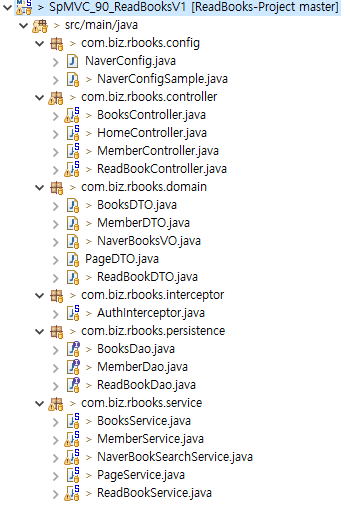 > SpMVC_90_ReadBooksV1 [ReadBooks-Project master]
> src/main/java
> com.biz.rbooks.config
NaverConfig.java
> NaverConfigSample.java
> com.biz.rbooks.controller
> BooksController.java
> HomeController.java
> MemberController.java
> ReadBookController.java
> com.biz.rbooks.domain
> BooksDTO.java
> MemberDTO.java
> NaverBooksVO.java
PageDTO.java
> ReadBookDTO.java
> com.biz.rbooks.interceptor
> AuthInterceptor.java
> com.biz.rbooks.persistence
> BooksDao.java
> MemberDao.java
> ReadBookDao.java
> com.biz.rbooks.service
> BooksService.java
> MemberService.java
> NaverBookSearchService.java
> PageService.java
> ReadBookService.java